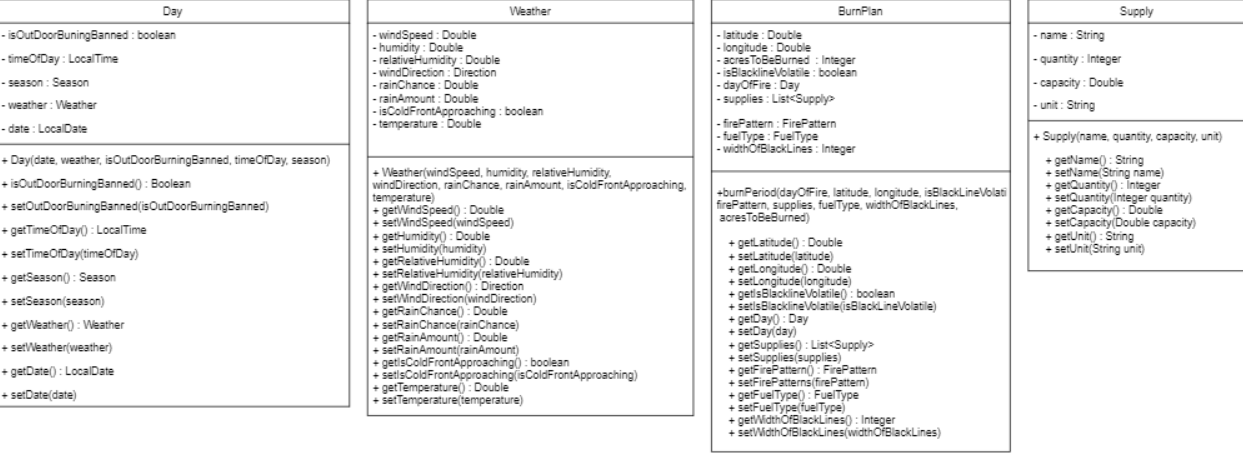 Day
- isOutDoorBuningBanned : boolean
- timeOfDay : LocalTime
- season : Season
- weather : Weather
- date : LocalDate
+ Day(date, weather, isOutDoorBurningBanned, timeOfDay, season)
+ isOutDoorBurningBanned() : Boolean
+ setOutDoorBuningBanned(isOutDoorBurningBanned)
+ getTimeOfDay() : LocalTime
+ setTimeOfDay(timeOfDay)
+ getSeason() : Season
+ setSeason(season)
+ getWeather() : Weather
+ setWeather(weather)
+ getDate() : LocalDate
+ setDate(date)
Weather
- windSpeed : Double
- humidity : Double
- relativeHumidity : Double
- windDirection : Direction
- rainChance : Double
- rainAmount : Double
- isColdFrontApproaching : boolean
- temperature : Double
+ Weather(windSpeed, humidity, relativeHumidity,
windDirection, rainChance, rainAmount, isColdFrontApproaching,
temperature)
+ getWindSpeed() : Double
+ setWindSpeed(windSpeed)
+ getHumidity() : Double
+ setHumidity(humidity)
+ getRelativeHumidity() : Double
+ setRelativeHumidity(relativeHumidity)
+ getWindDirection() : Direction
+ setWindDirection(windDirection)
+ getRainChance() : Double
+ setRainChance(rainChance)
+ getRainAmount() : Double
+ setRainAmount(rainAmount)
+ getIsColdFrontApproaching() : boolean
+ setIsColdFrontApproaching(isColdFrontApproaching)
+ getTemperature() : Double
+ setTemperature(temperature)
BurnPlan
- latitude : Double
- longitude : Double
- acresToBeBurned : Integer
- isBlacklineVolatile : boolean
- dayOfFire : Day
- supplies : List<Supply>
- firePattern : FirePattern
- fuelType : FuelType
- widthOfBlackLines : Integer
+burnPeriod(dayOfFire, latitude, longitude, isBlackLineVolati
firePattern, supplies, fuelType, widthOfBlackLines,
acresToBeBurned)
+ getLatitude() : Double
+ setLatitude(latitude)
+ getLongitude() : Double
+ setLongitude(longitude)
+ getIsBlacklineVolatile() : boolean
+ setIsBlacklineVolatile(isBlackLineVolatile)
+ getDay() : Day
+ setDay(day)
+ getSupplies() : List<Supply>
+ setSupplies(supplies)
+ getFirePattern() : FirePattern
+ setFirePatterns(firePattern)
+ getFuelType() : FuelType
+ setFuelType(fuelType)
+ getWidthOfBlackLines() : Integer
+ setWidthOfBlackLines(widthOfBlackLines)
Supply
- name : String
- quantity : Integer
- capacity : Double
- unit : String
+ Supply(name, quantity, capacity, unit)
+ getName() : String
+ setName(String name)
+ getQuantity() : Integer
+ setQuantity(Integer quantity)
+ getCapacity() : Double
+ setCapacity(Double capacity)
+ getUnit() : String
+ setUnit(String unit)